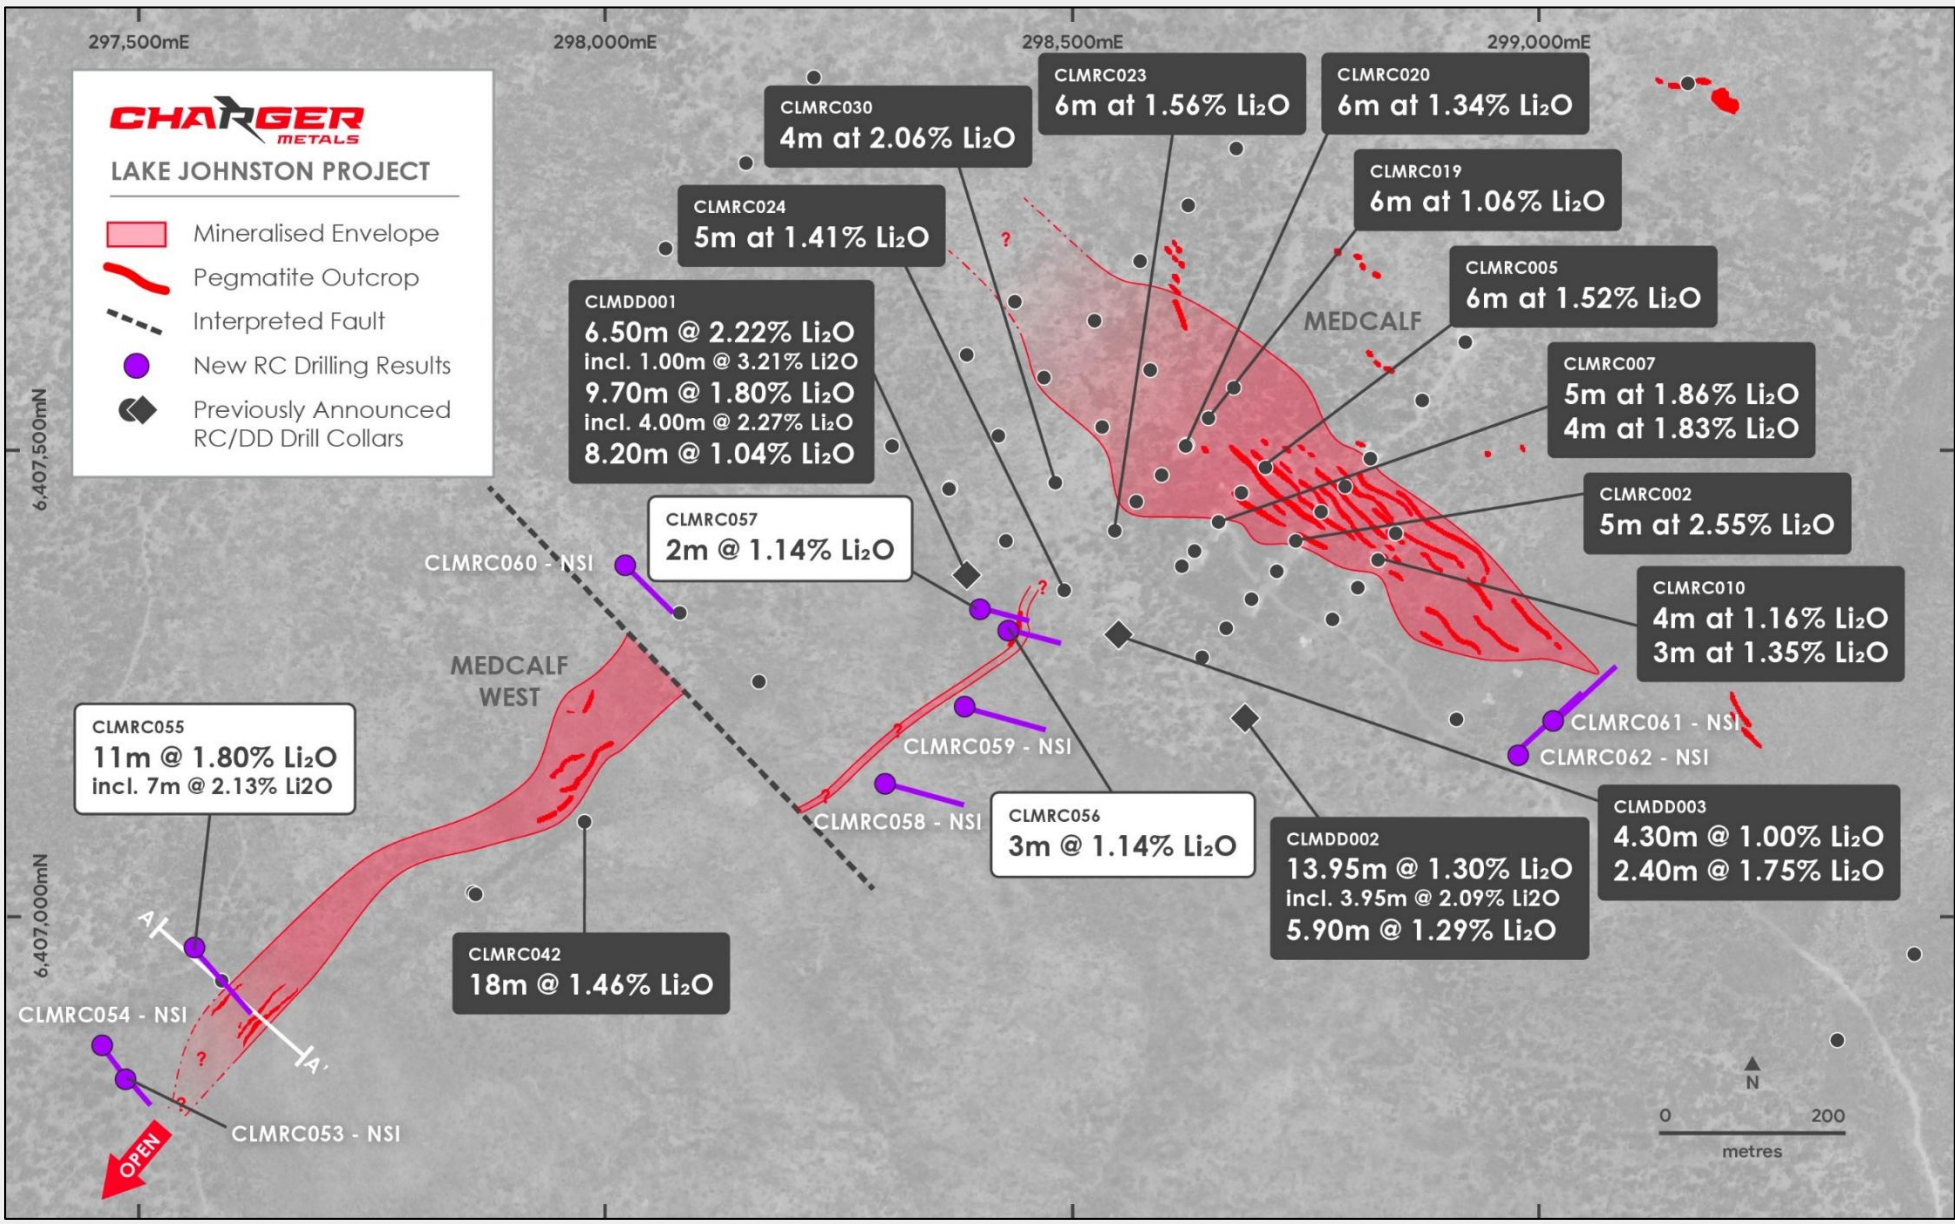 297,500mE
298,000mE
298,500mE
299,000mE
6,407,500mN
6,407,000mN
CHARGER
METALS
LAKE JOHNSTON PROJECT
Mineralised Envelope
Pegmatite Outcrop
Interpreted Fault
New RC Drilling Results
Previously Announced
RC/DD Drill Collars
CLMRC030
4m at 2.06% Li₂O
CLMRC023
6m at 1.56% Li₂O
CLMRC020
6m at 1.34% Li₂O
CLMRC024
5m at 1.41% Li₂O
CLMRC019
6m at 1.06% Li₂O
CLMDD001
6.50m @ 2.22% Li₂O
incl. 1.00m @ 3.21% Li2O
9.70m @ 1.80% Li₂O
incl. 4.00m @ 2.27% Li₂O
8.20m @ 1.04% Li₂O
?
MEDCALF
CLMRC005
6m at 1.52% Li₂O
CLMRC007
5m at 1.86% Li₂O
4m at 1.83% Li₂O
CLMRC002
5m at 2.55% Li₂O
CLMRC057
2m @ 1.14% Li₂O
CLMRC060 - NSI
?
CLMRC010
4m at 1.16% Li₂O
3m at 1.35% Li₂O
MEDCALF
WEST
CLMRC055
11m @ 1.80% Li₂O
incl. 7m @ 2.13% Li2O
?
CLMRC059 - NSI
CLMRC061 - NSI
CLMRC062 - NSI
?
CLMRC058 - NSI
CLMRC056
3m @ 1.14% Li₂O
CLMDD002
13.95m @ 1.30% Li₂O
incl. 3.95m @ 2.09% Li2O
5.90m @ 1.29% Li₂O
CLMDD003
4.30m @ 1.00% Li₂O
2.40m @ 1.75% Li₂O
A
CLMRC042
18m @ 1.46% Li₂O
CLMRC054 - NSI
?
A'
?
CLMRC053 - NSI
OPEN
N
0 200
metres